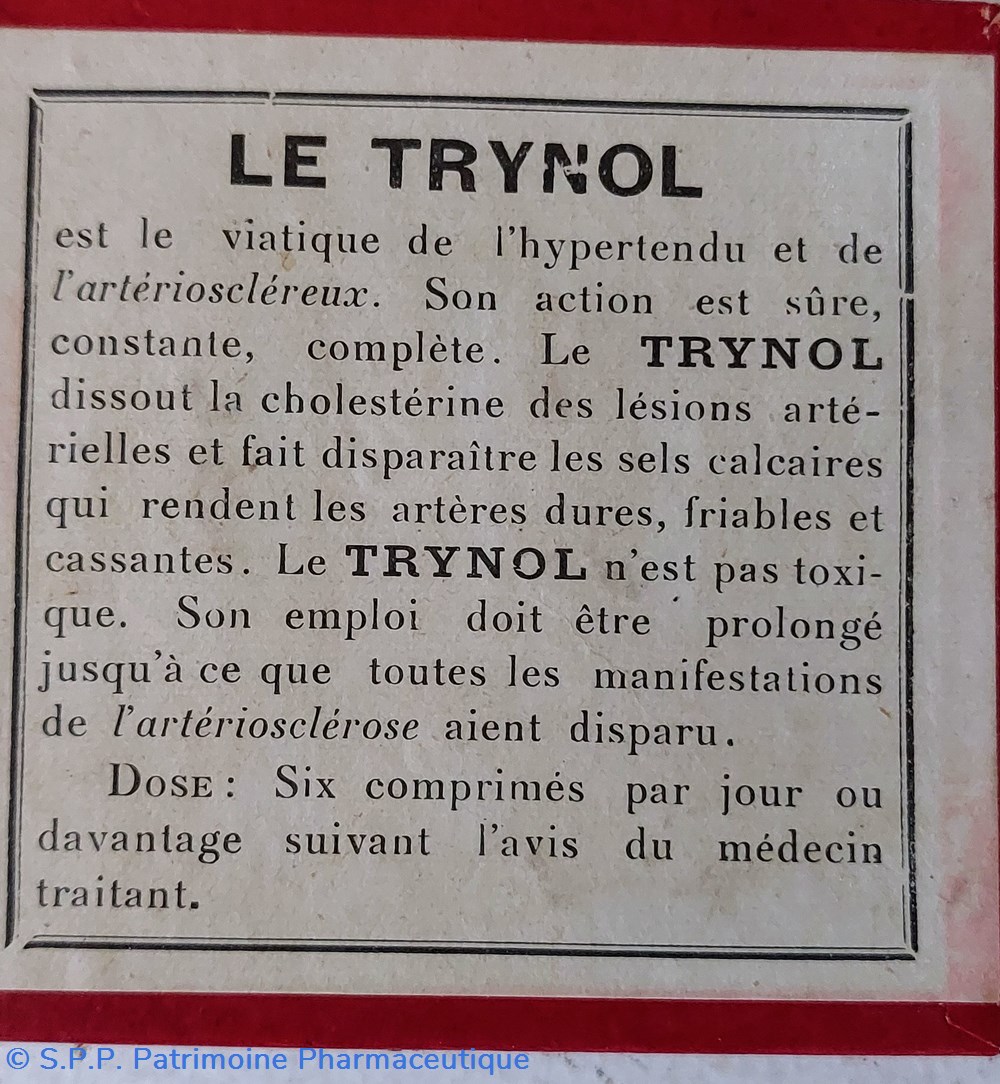 LE TRYNOL
est le viatique de l'hypertendu et de
l'artérioscléreux. Son action est sûre,
constante, complète. Le TRYNOL
dissout la cholestérine des lésions arté-
rielles et fait disparaître les sels calcaires
qui rendent les artères dures, friables et
cassantes. Le TRYNOL n'est pas toxi-
que. Son emploi doit être prolongé
jusqu'à ce que toutes les manifestations
de l'artériosclérose aient disparu.
DOSE : Six comprimés par jour ou
davantage suivant l'avis du médecin
traitant.
© S.P.P. Patrimoine Pharmaceutique